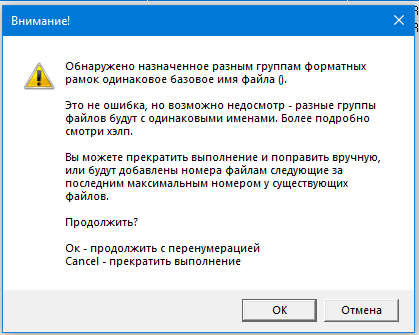 Внимание!
Обнаружено назначенное разным группам форматных
рамок одинаковое базовое имя файла ().
Это не ошибка, но возможно недосмотр - разные группы
файлов будут с одинаковыми именами. Более подробно
смотри хэлп.
Вы можете прекратить выполнение и поправить вручную,
или будут добавлены номера файлам следующие за
последним максимальным номером у существующих
файлов.
Продолжить?
Ок - продолжить с перенумерацией
Cancel - прекратить выполнение
ОК
Отмена